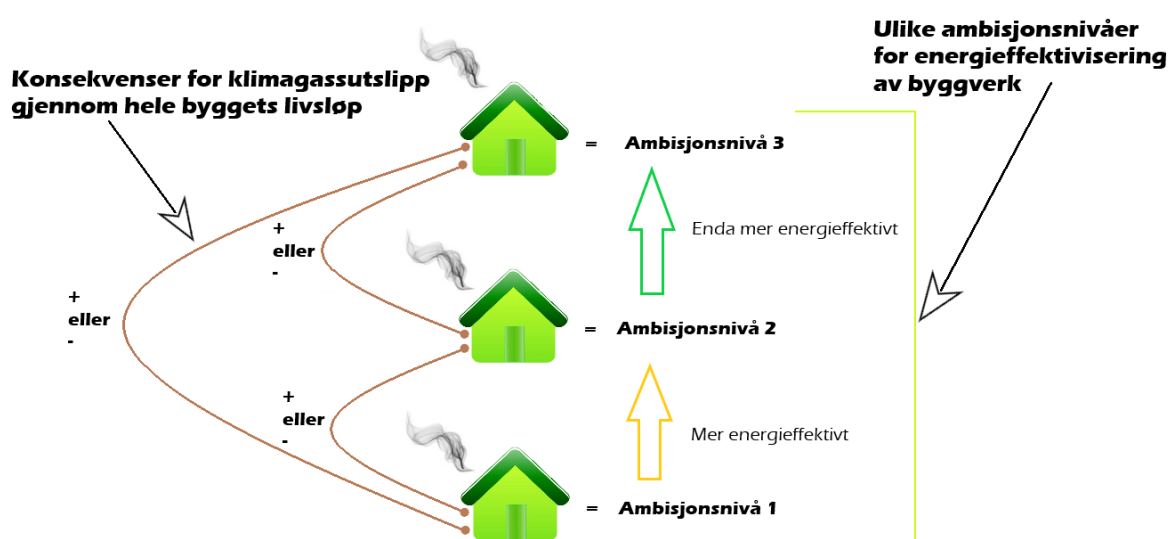 Ulike ambisjonsnivåer
for energieffektivisering
av byggverk
Konsekvenser for klimagassutslipp
gjennom hele byggets livsløp
= Ambisjonsnivå 3
+
eller
-
Enda mer energieffektivt
+
eller
-
= Ambisjonsnivå 2
+
eller
-
Mer energieffektivt
= Ambisjonsnivå 1